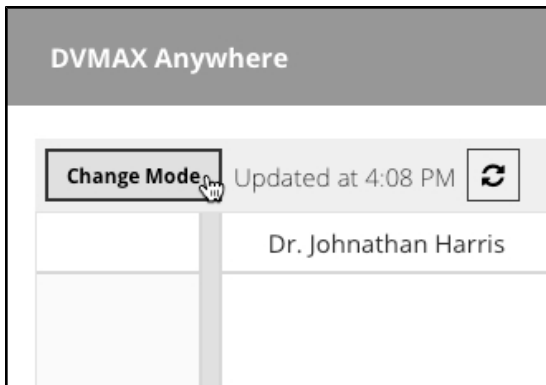 DVMAX Anywhere
Change Mode Updated at 4:08 PM
Dr. Johnathan Harris